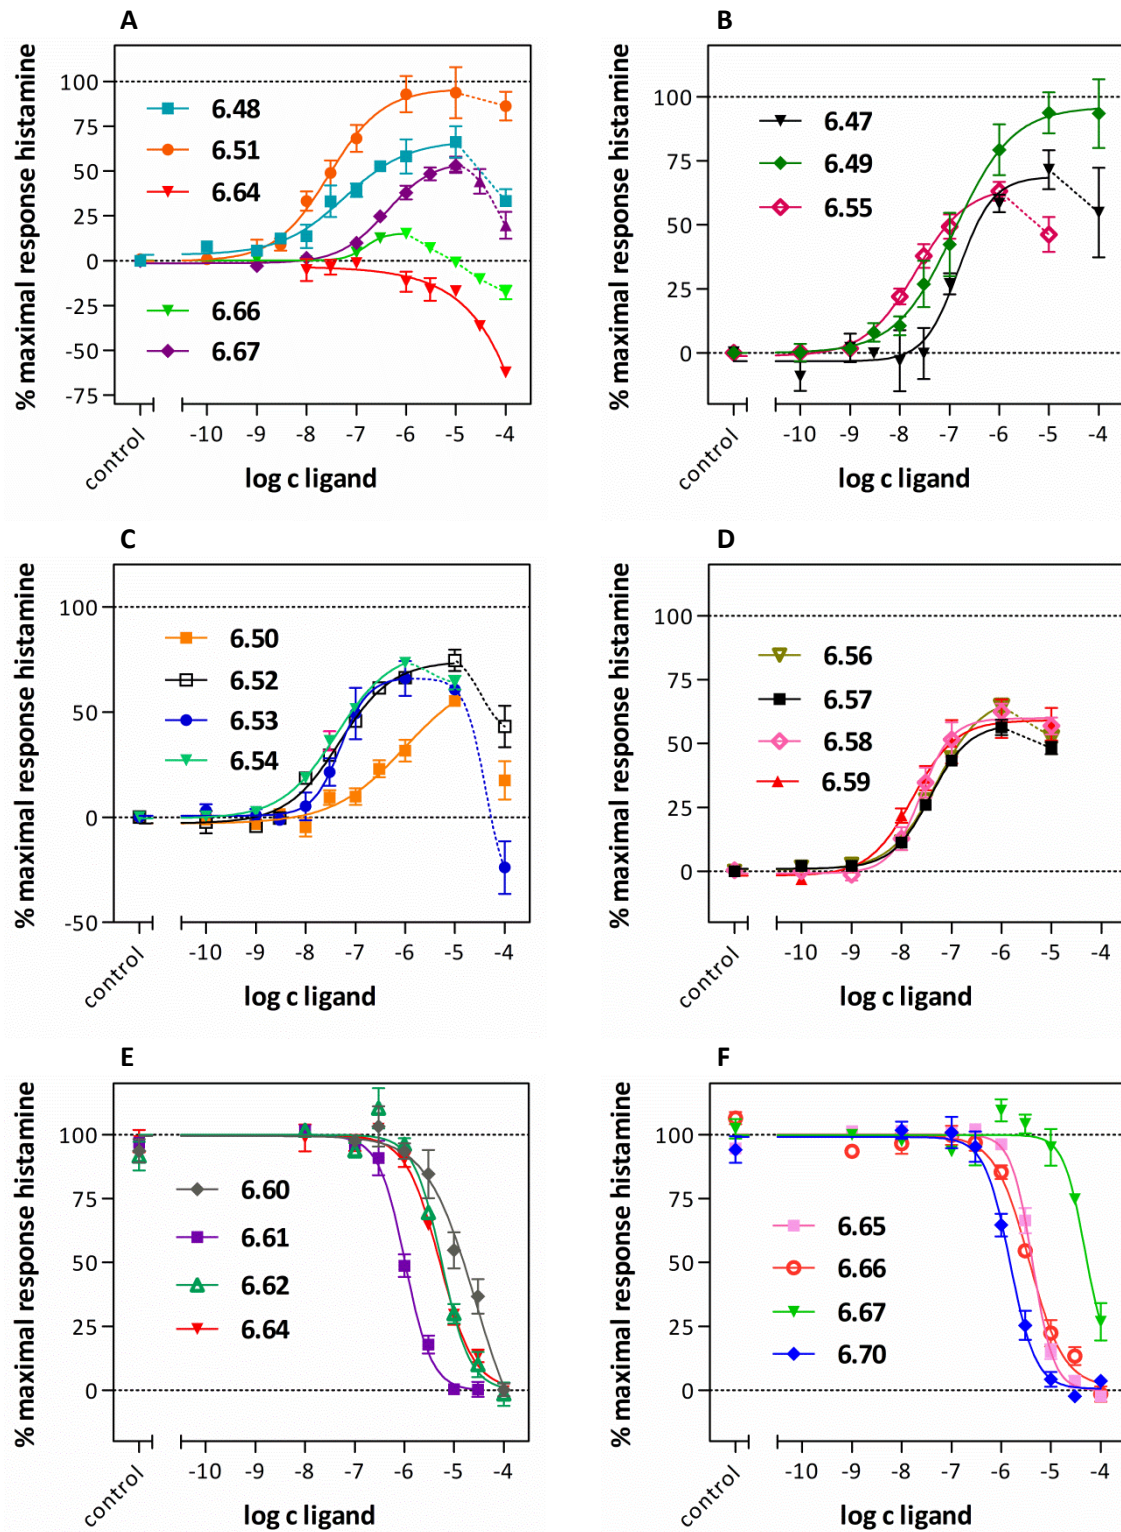 A
% maximal response histamine
100
75
50
25
0
-25
-50
-75
6.48
6.51
6.64
6.66
6.67
control
-10 -9 -8 -7 -6 -5 -4
log c ligand
B
% maximal response histamine
100
75
50
25
0
6.47
6.49
6.55
control
-10 -9 -8 -7 -6 -5 -4
log c ligand
C
% maximal response histamine
100
50
0
-50
6.50
6.52
6.53
6.54
control
-10 -9 -8 -7 -6 -5 -4
log c ligand
D
% maximal response histamine
100
75
50
25
0
6.56
6.57
6.58
6.59
control
-10 -9 -8 -7 -6 -5 -4
log c ligand
E
% maximal response histamine
100
75
50
25
0
6.60
6.61
6.62
6.64
control
-10 -9 -8 -7 -6 -5 -4
log c ligand
F
% maximal response histamine
100
75
50
25
0
6.65
6.66
6.67
6.70
control
-10 -9 -8 -7 -6 -5 -4
log c ligand